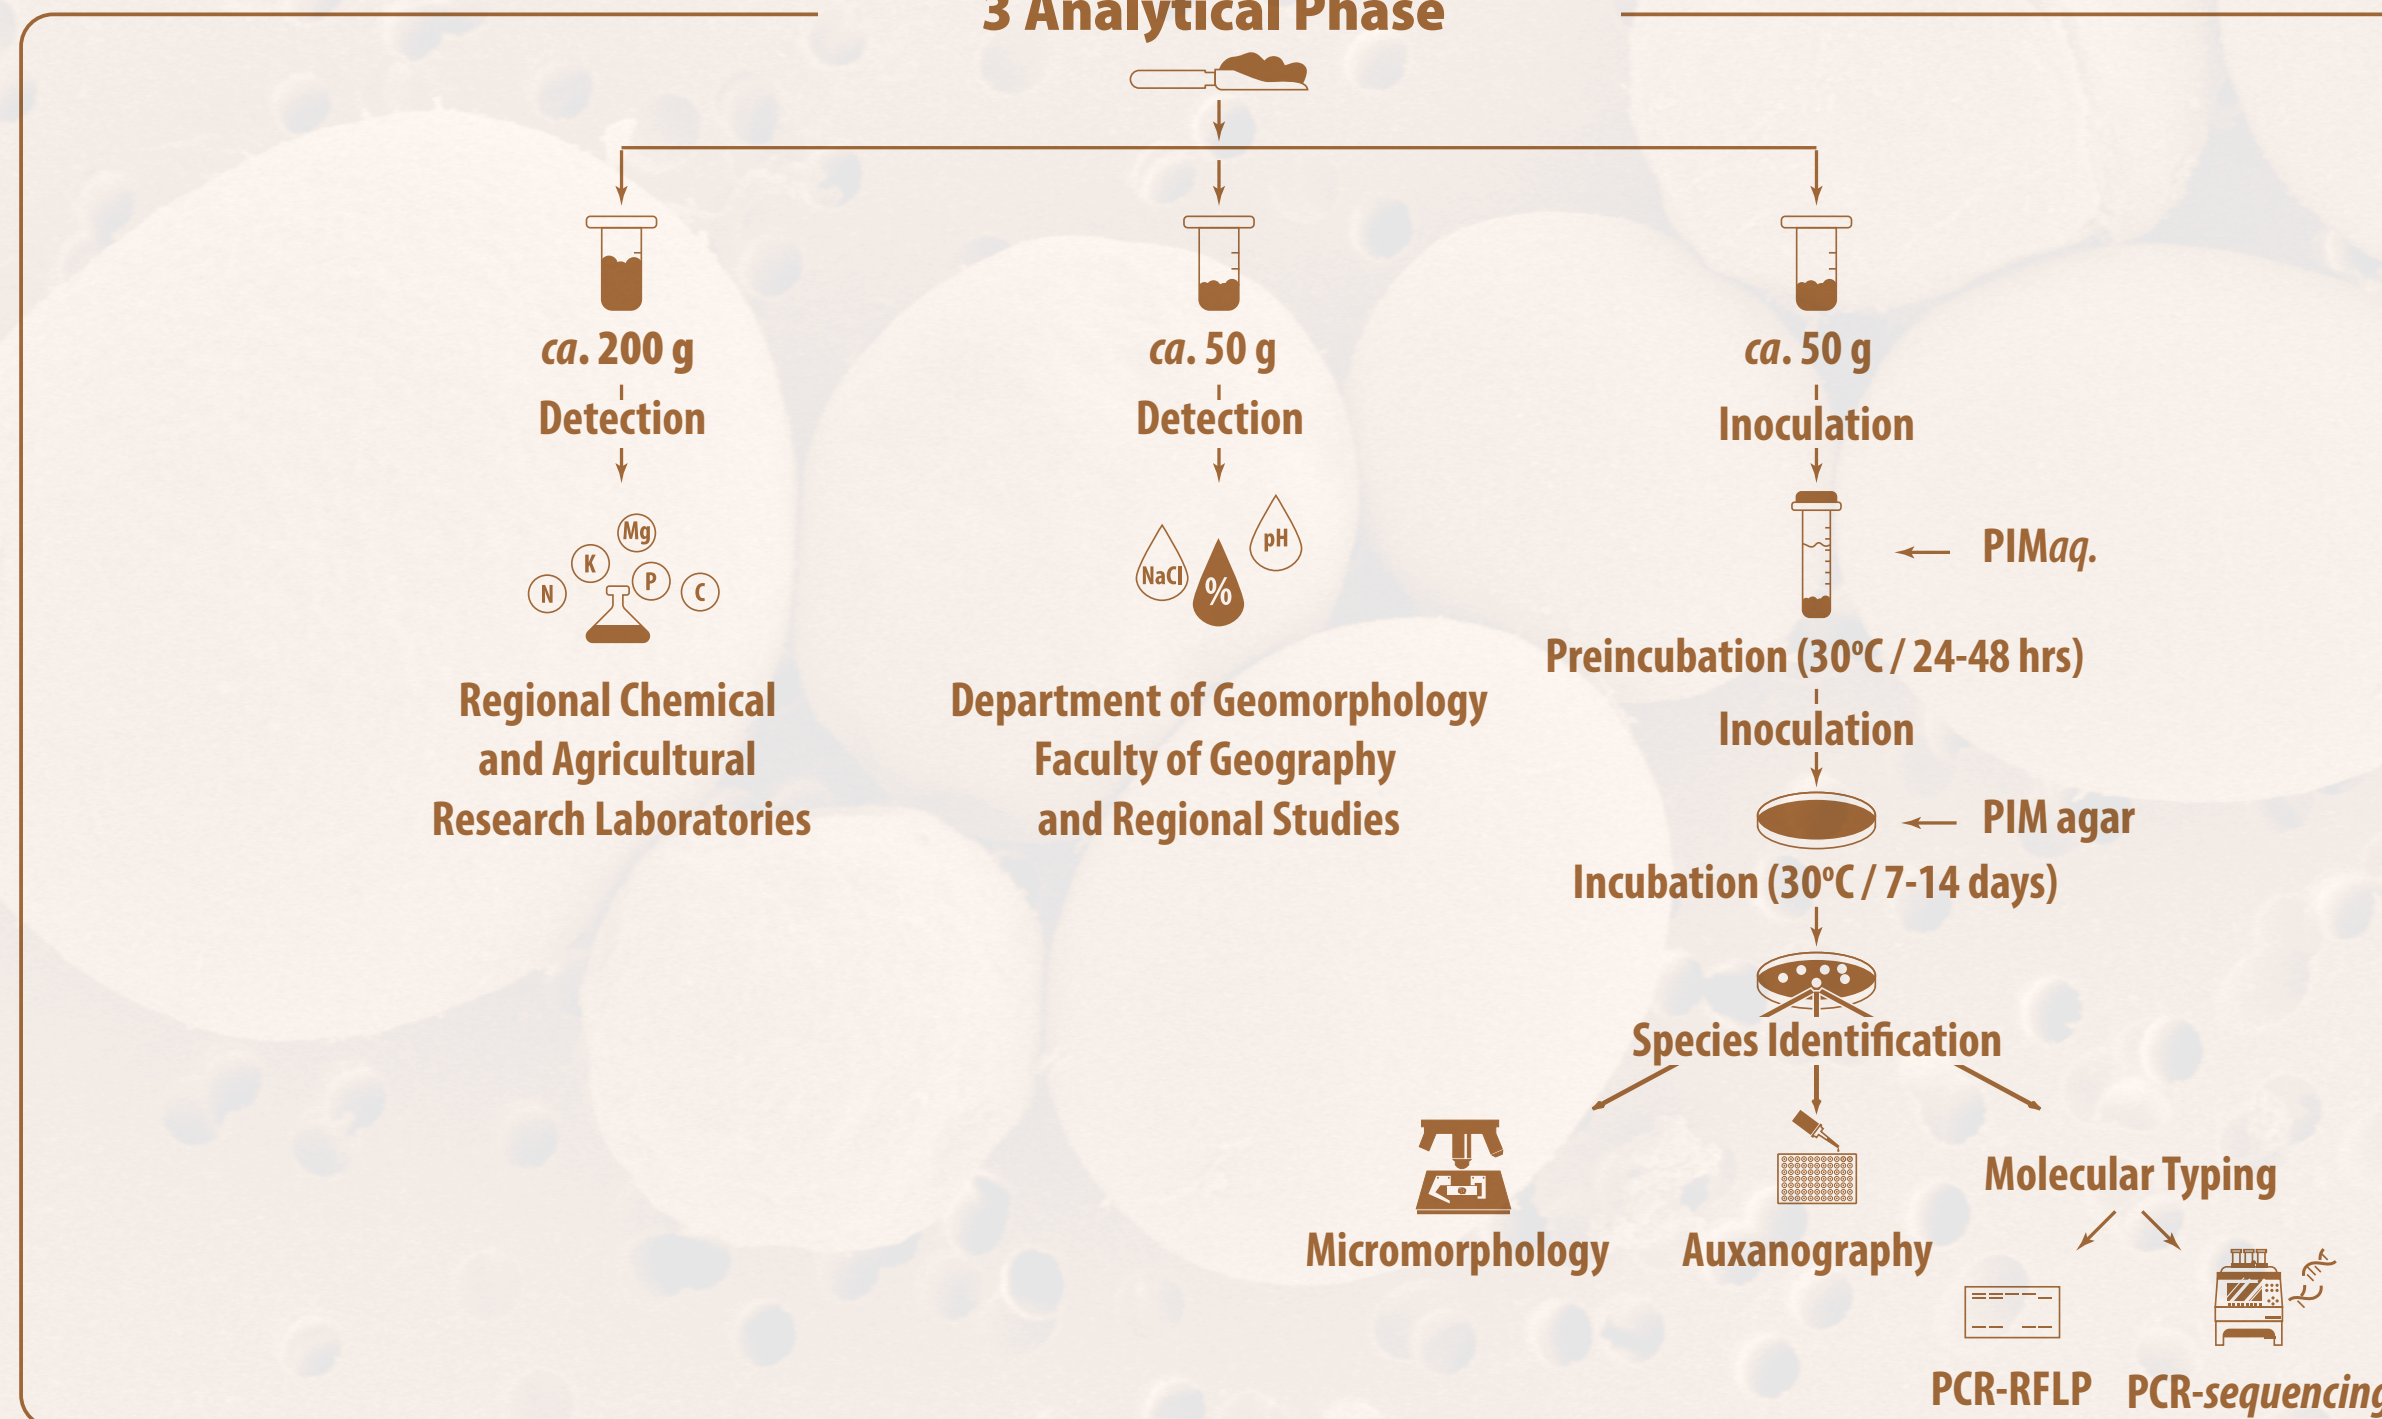 3 Analytical Phase
ca. 200 g
Detection
Mg
K
N
P
C
Regional Chemical
and Agricultural
Research Laboratories
ca. 50 g
Detection
pH
NaCl
%
Department of Geomorphology
Faculty of Geography
and Regional Studies
ca. 50 g
Inoculation
PIMaq.
Preincubation (30ºC / 24-48 hrs)
Inoculation
PIM agar
Incubation (30ºC / 7-14 days)
Species Identification
Micromorphology
Auxanography
Molecular Typing
PCR-RFLP
PCR-sequencing